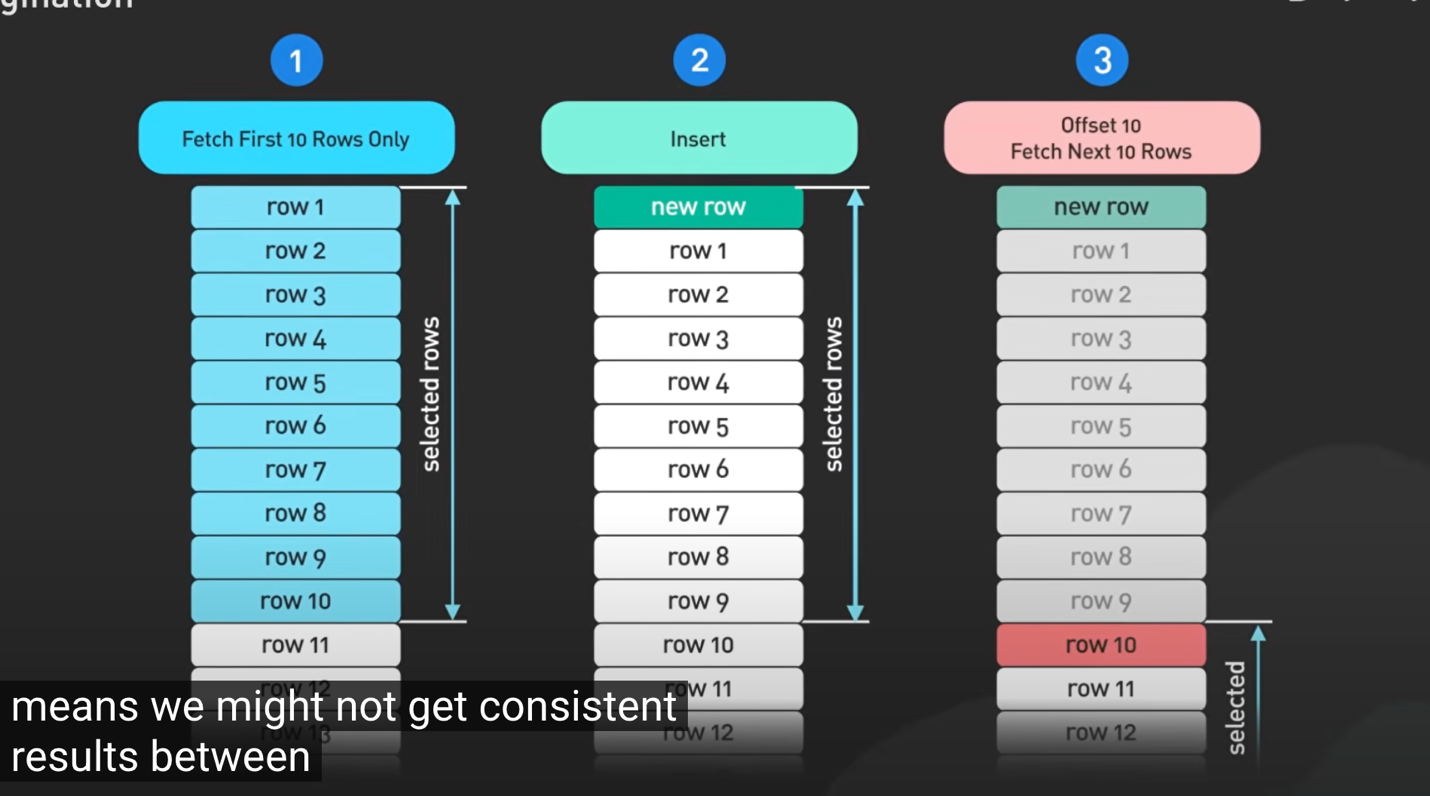 gination
1
Fetch First 10 Rows Only
row 1
row 2
row 3
row 4
row 5
row 6
row 7
row 8
row 9
row 10
row 11
row 12
row 13
selected rows
2
Insert
new row
row 1
row 2
row 3
row 4
row 5
row 6
row 7
row 8
row 9
row 10
row 11
row 12
selected rows
3
Offset 10
Fetch Next 10 Rows
new row
row 1
row 2
row 3
row 4
row 5
row 6
row 7
row 8
row 9
row 10
row 11
row 12
selected
means we might not get consistent
results between